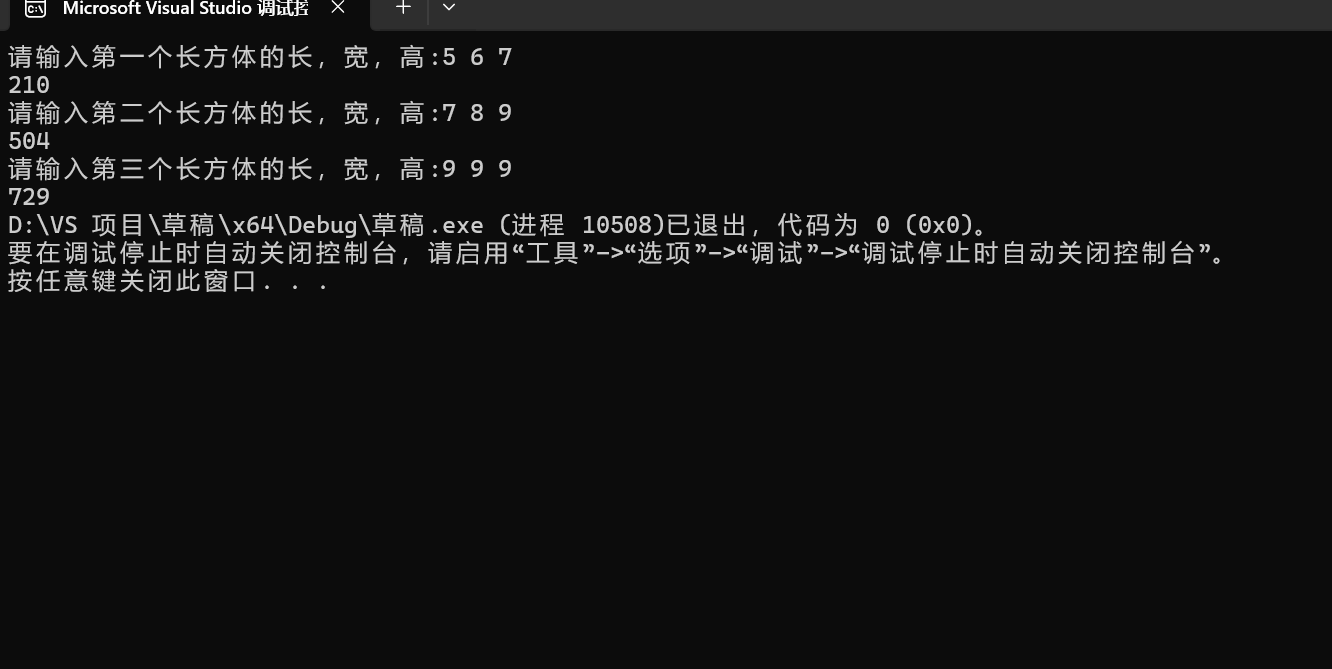 Microsoft Visual Studio 调试控
请输入第一个长方体的长，宽，高:5 6 7
210
请输入第二个长方体的长，宽，高:7 8 9
504
请输入第三个长方体的长，宽，高:9 9 9
729
D:\VS 项目\草稿\x64\Debug\草稿.exe (进程 10508)已退出，代码为 0 (0x0)。
要在调试停止时自动关闭控制台，请启用“工具”->“选项”->“调试”->“调试停止时自动关闭控制台”。
按任意键关闭此窗口. . .